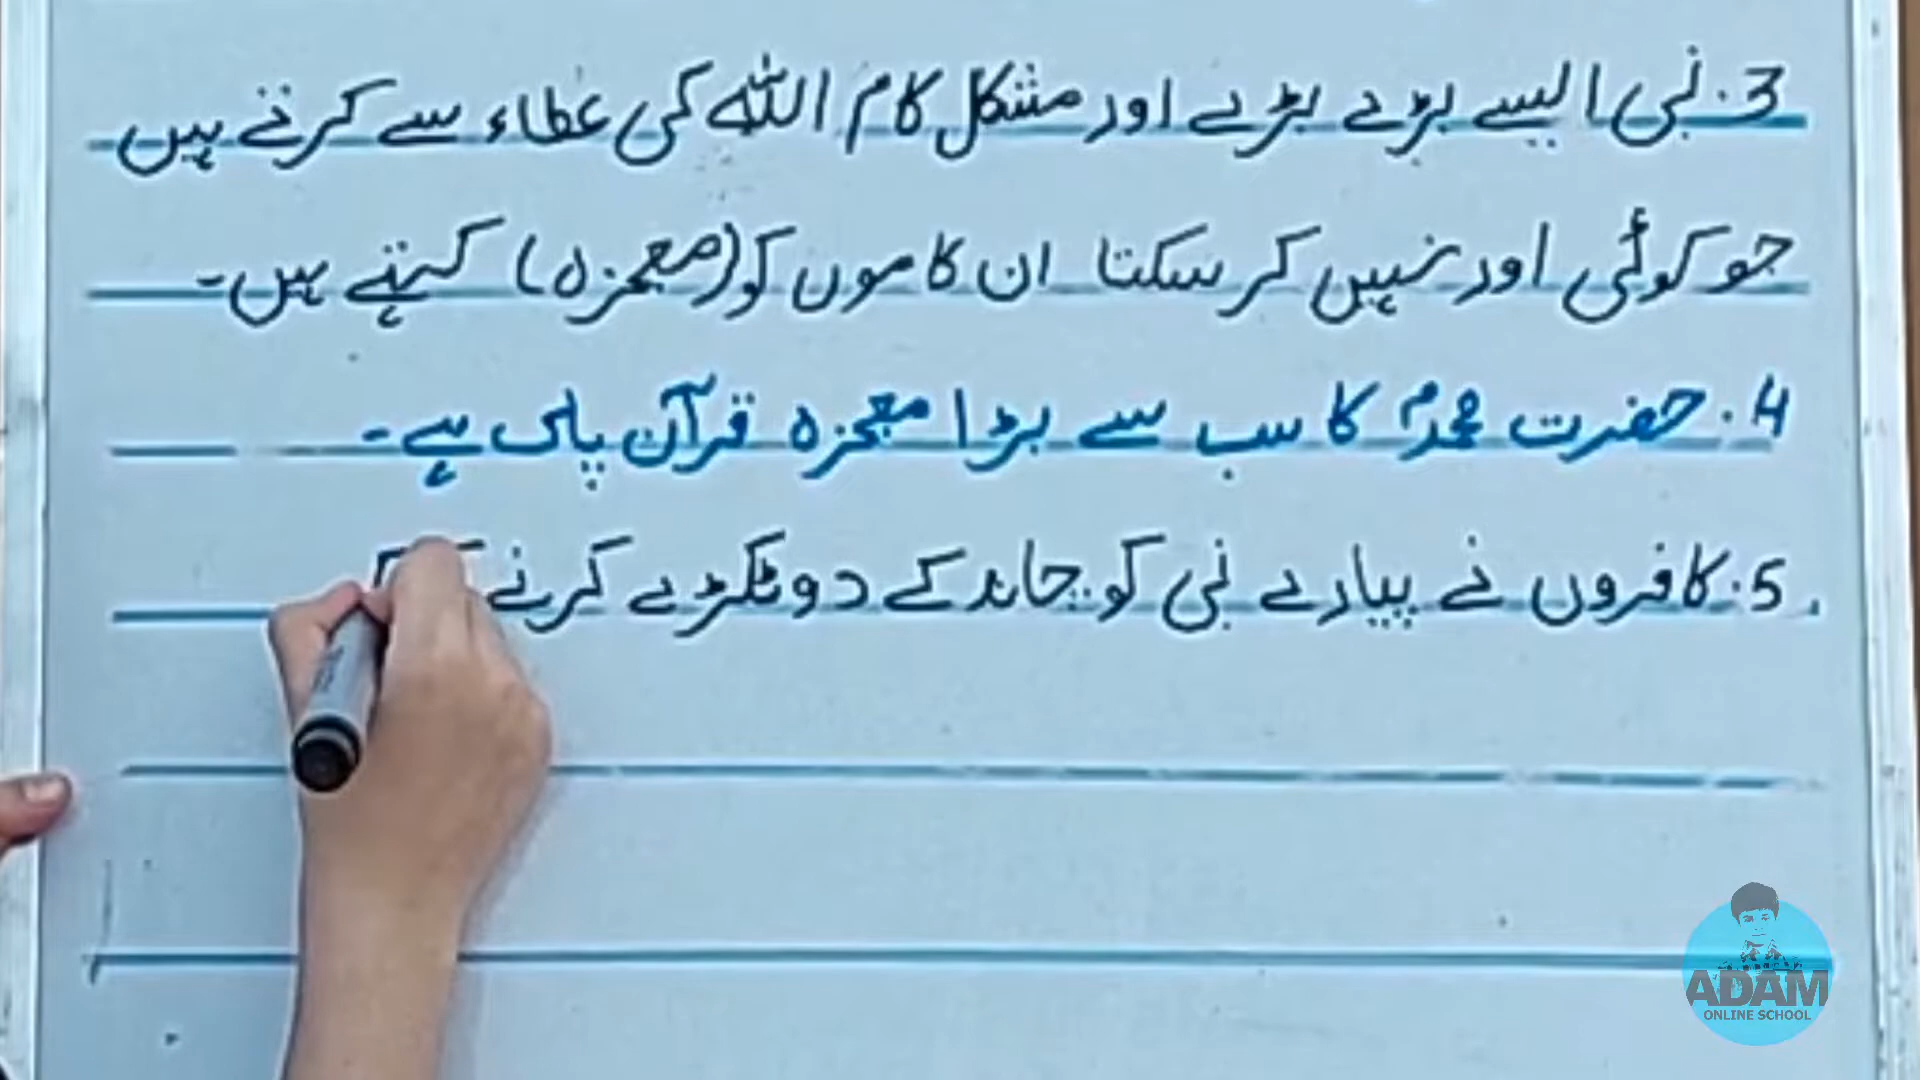 3. نبی ایسے بڑے بڑے اور مشکل کام اللہ کی عطاء سے کرتے ہیں
جو کوئی اور نہیں کر سکتا ان کاموں کو (معجزہ) کہتے ہیں۔
4. حضرت محمدؐ کا سب سے بڑا معجزہ قرآن پاک ہے۔
5. کافروں نے پیارے نبی کو چاند کے دو ٹکڑے کرنے
ADAM
ONLINE SCHOOL